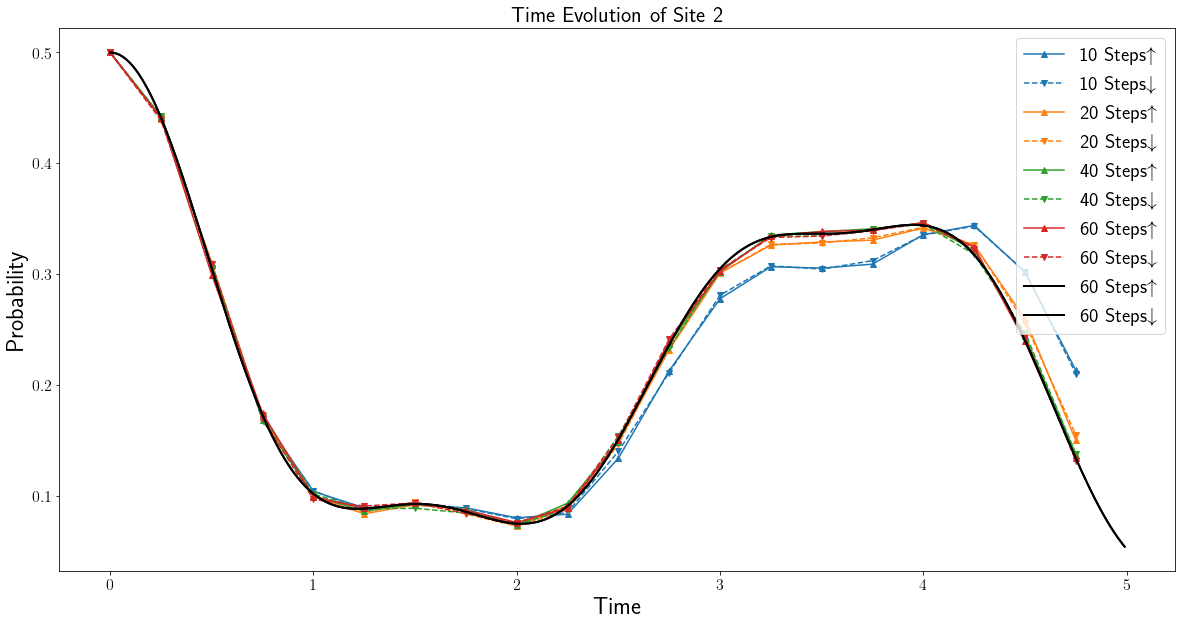 Time Evolution of Site 2
Probability
0.5
0.4
0.3
0.2
0.1
10 Steps↑
10 Steps↓
20 Steps↑
20 Steps↓
40 Steps↑
40 Steps↓
60 Steps↑
60 Steps↓
60 Steps↑
60 Steps↓
0 1 2 3 4 5
Time